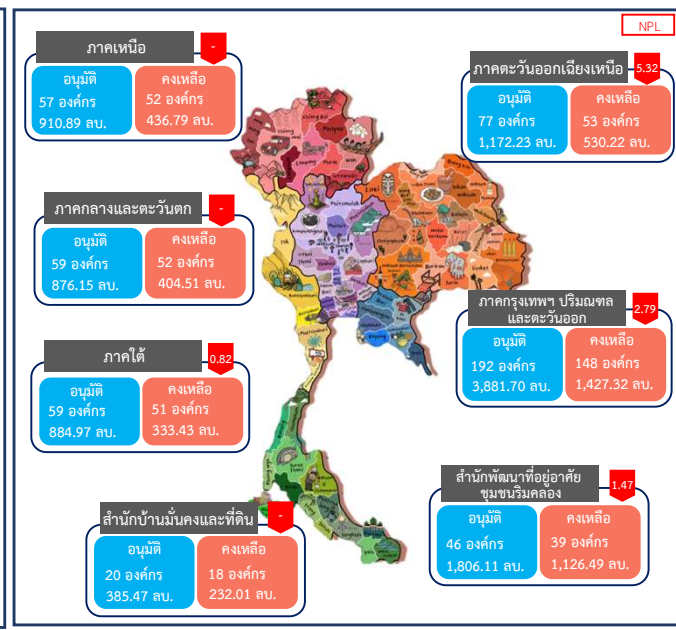 NPL
ภาคเหนือ
-
อนุมัติ
57 องค์กร
910.89 ลบ.
คงเหลือ
52 องค์กร
436.79 ลบ.
ภาคตะวันออกเฉียงเหนือ
5.32
อนุมัติ
77 องค์กร
1,172.23 ลบ.
คงเหลือ
53 องค์กร
530.22 ลบ.
ภาคกลางและตะวันตก
-
อนุมัติ
59 องค์กร
876.15 ลบ.
คงเหลือ
52 องค์กร
404.51 ลบ.
ภาคกรุงเทพฯ ปริมณฑล
และตะวันออก
2.79
อนุมัติ
192 องค์กร
3,881.70 ลบ.
คงเหลือ
148 องค์กร
1,427.32 ลบ.
ภาคใต้
0.82
อนุมัติ
59 องค์กร
884.97 ลบ.
คงเหลือ
51 องค์กร
333.43 ลบ.
สำนักพัฒนาที่อยู่อาศัย
ชุมชนริมคลอง
1.47
อนุมัติ
46 องค์กร
1,806.11 ลบ.
คงเหลือ
39 องค์กร
1,126.49 ลบ.
สำนักบ้านมั่นคงและที่ดิน
-
อนุมัติ
20 องค์กร
385.47 ลบ.
คงเหลือ
18 องค์กร
232.01 ลบ.
Loei
Tak